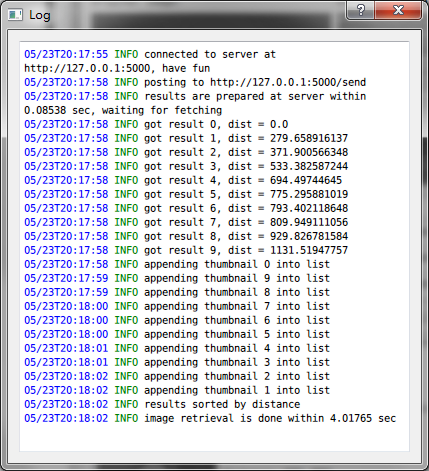 Log
05/23T20:17:55 INFO connected to server at
http://127.0.0.1:5000, have fun
05/23T20:17:58 INFO posting to http://127.0.0.1:5000/send
05/23T20:17:58 INFO results are prepared at server within
0.08538 sec, waiting for fetching
05/23T20:17:58 INFO got result 0, dist = 0.0
05/23T20:17:58 INFO got result 1, dist = 279.658916137
05/23T20:17:58 INFO got result 2, dist = 371.900566348
05/23T20:17:58 INFO got result 3, dist = 533.382587244
05/23T20:17:58 INFO got result 4, dist = 694.49744645
05/23T20:17:58 INFO got result 5, dist = 775.295881019
05/23T20:17:58 INFO got result 6, dist = 793.402118648
05/23T20:17:58 INFO got result 7, dist = 809.949111056
05/23T20:17:58 INFO got result 8, dist = 929.826781584
05/23T20:17:58 INFO got result 9, dist = 1131.51947757
05/23T20:17:58 INFO appending thumbnail 0 into list
05/23T20:17:59 INFO appending thumbnail 9 into list
05/23T20:17:59 INFO appending thumbnail 8 into list
05/23T20:18:00 INFO appending thumbnail 7 into list
05/23T20:18:00 INFO appending thumbnail 6 into list
05/23T20:18:00 INFO appending thumbnail 5 into list
05/23T20:18:01 INFO appending thumbnail 4 into list
05/23T20:18:01 INFO appending thumbnail 3 into list
05/23T20:18:02 INFO appending thumbnail 2 into list
05/23T20:18:02 INFO appending thumbnail 1 into list
05/23T20:18:02 INFO results sorted by distance
05/23T20:18:02 INFO image retrieval is done within 4.01765 sec